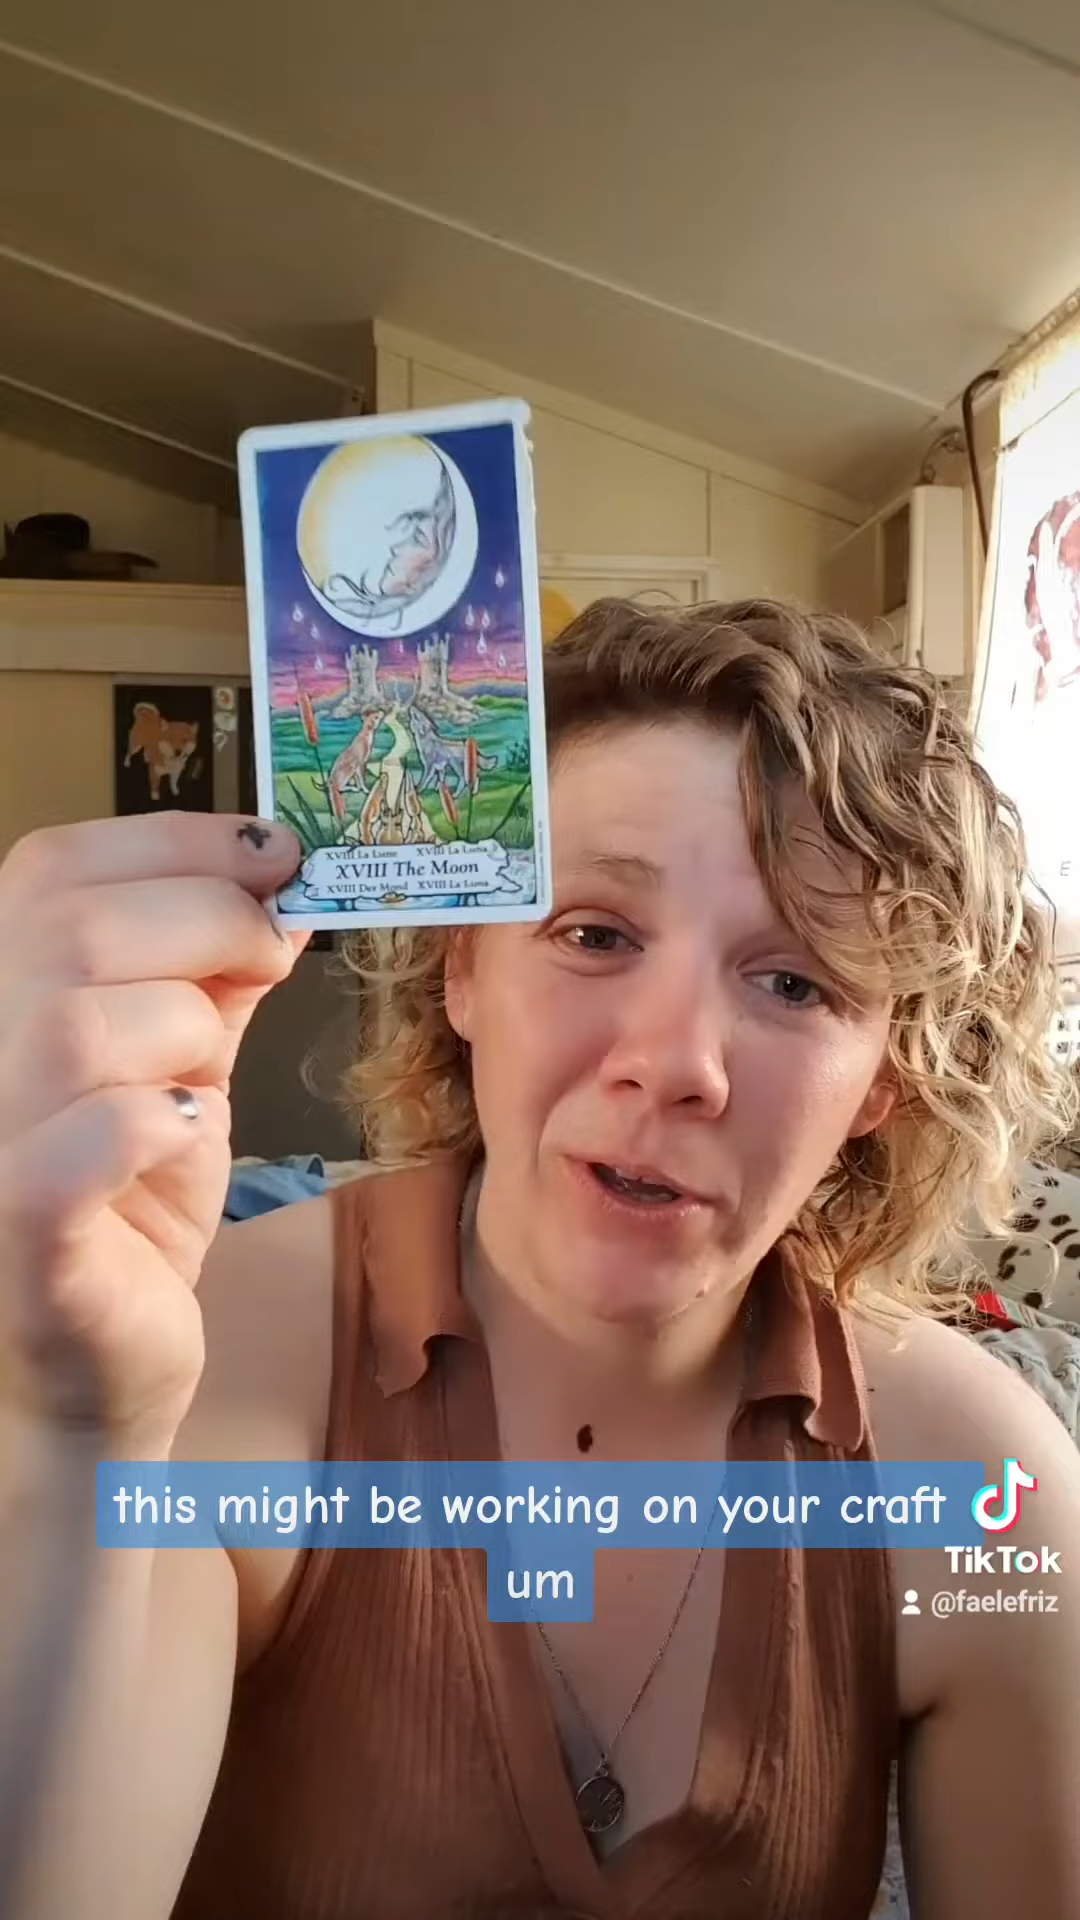 XVIII La Lune XVIII La Luna
XVIII The Moon
XVIII Der Mond XVIII La Luna
this might be working on your craft
um
TikTok
@faelefriz